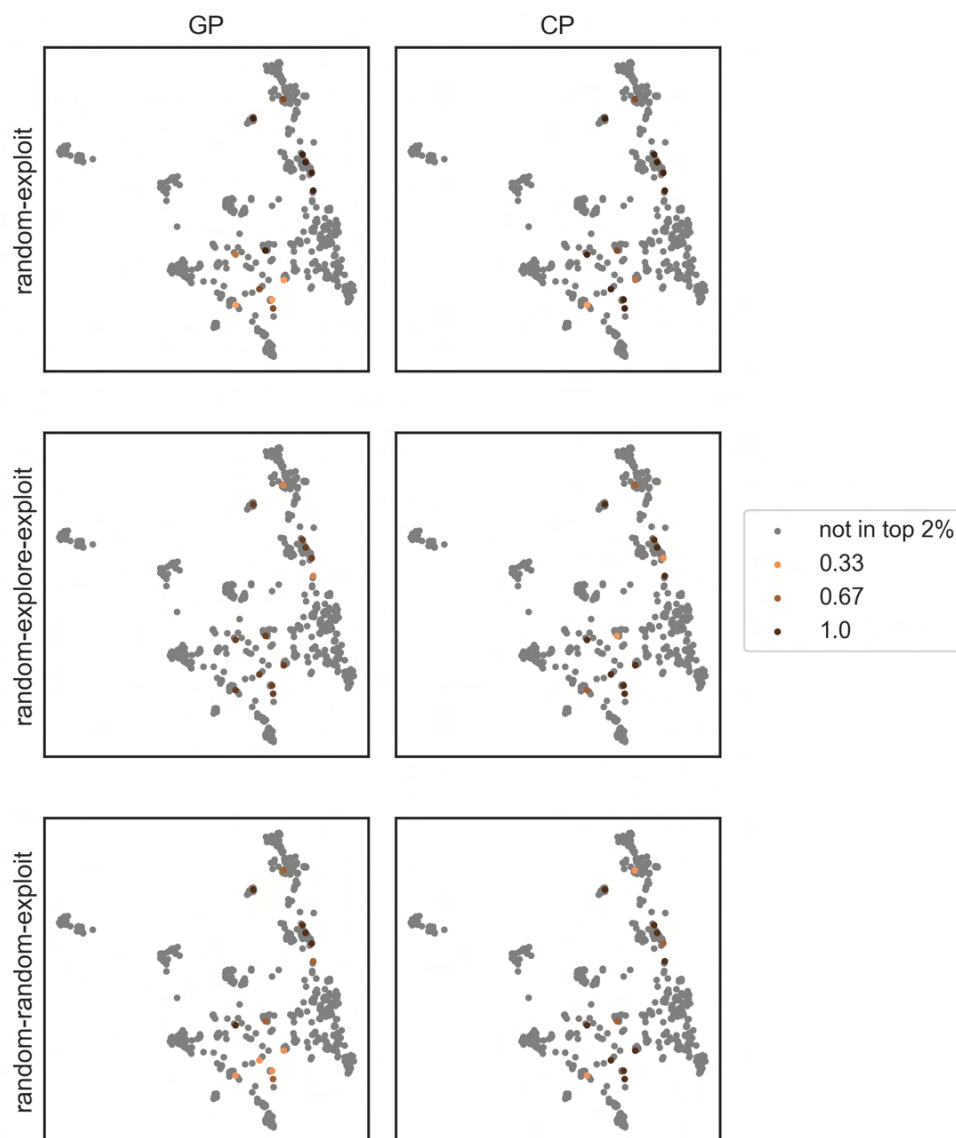 GP
CP
random-exploit
random-explore-exploit
not in top 2%
0.33
0.67
1.0
random-random-exploit